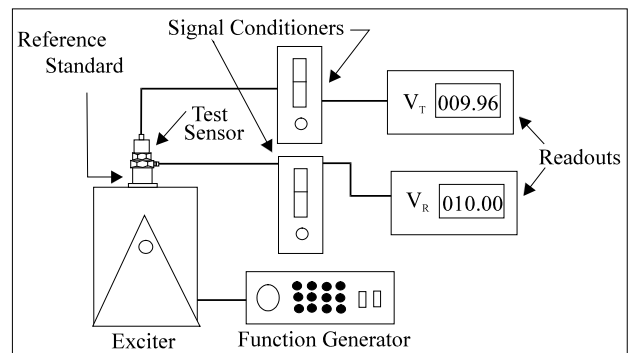 Signal Conditioners
Reference
Standard
Test
Sensor
V_T 009.96
Readouts
V_R 010.00
Exciter
Function Generator